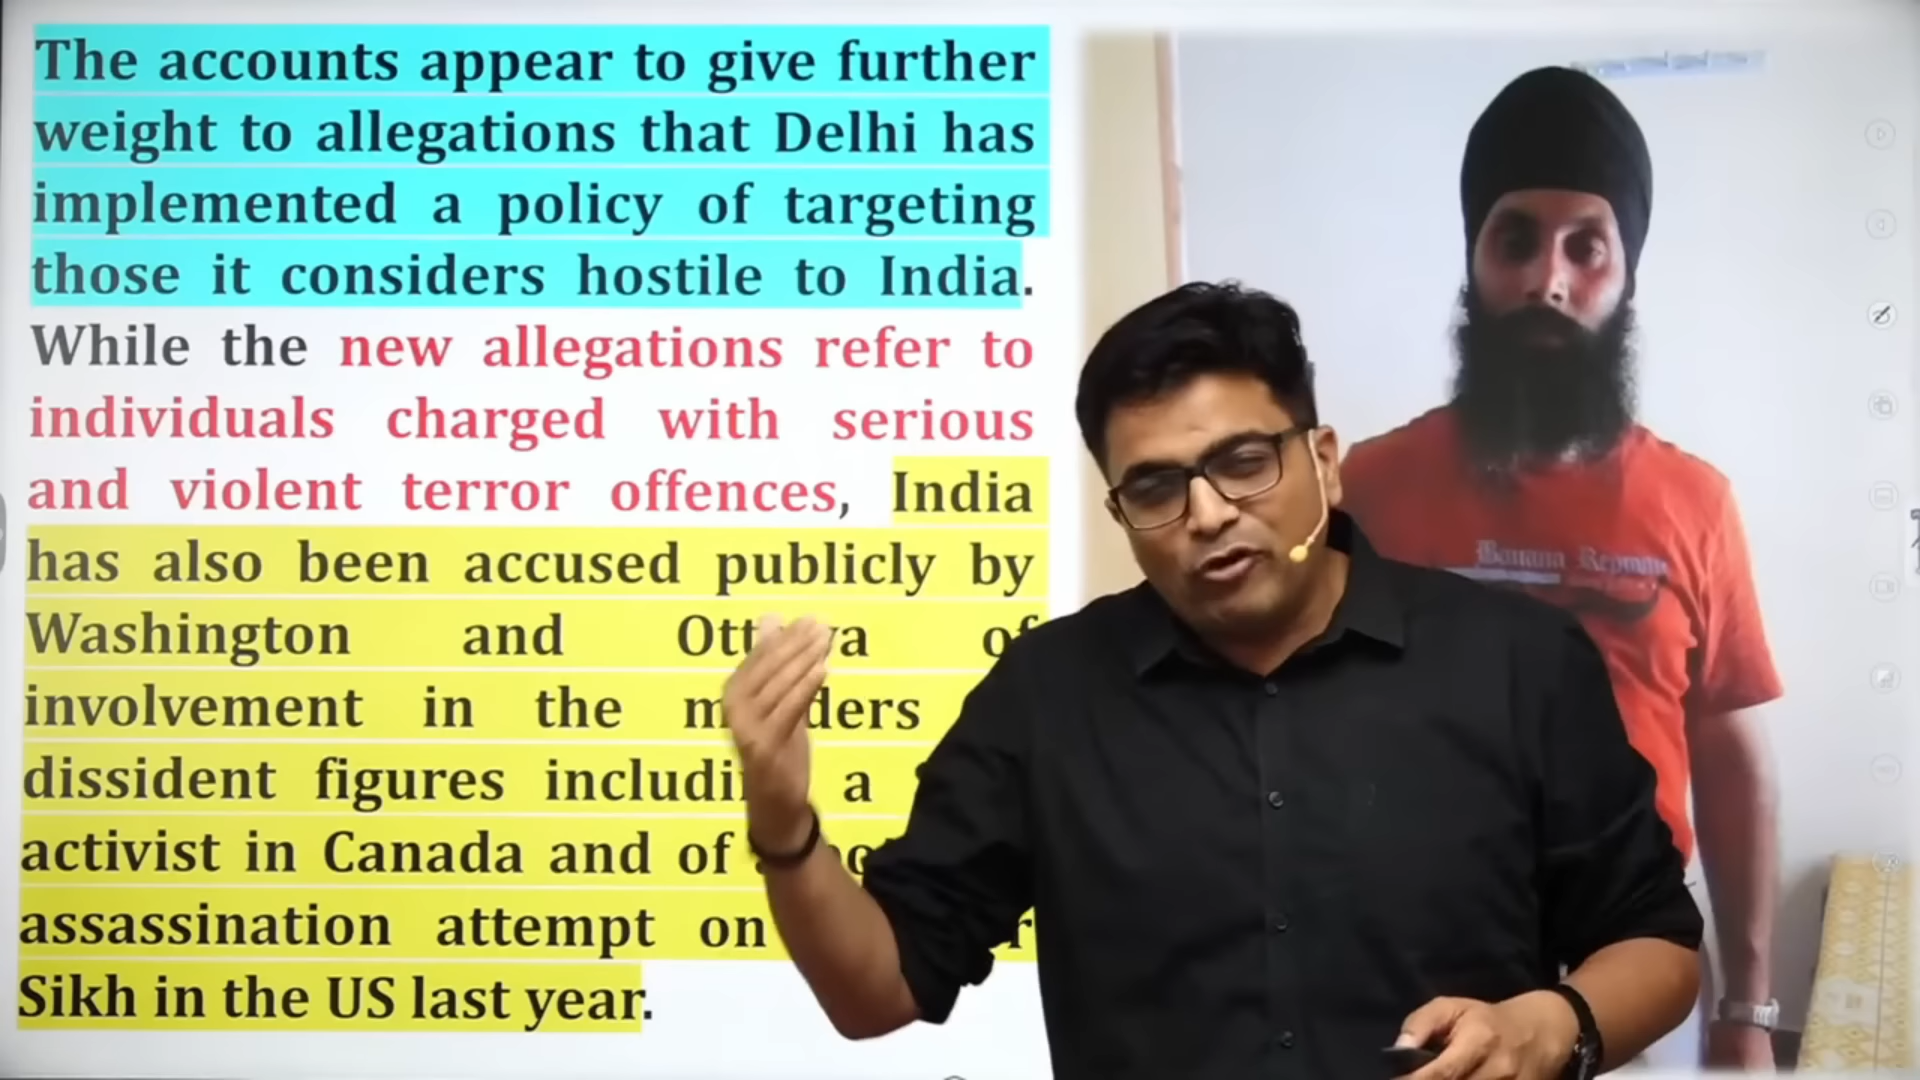 The accounts appear to give further
weight to allegations that Delhi has
implemented a policy of targeting
those it considers hostile to India.
While the new allegations refer to
individuals charged with serious
and violent terror offences, India
has also been accused publicly by
Washington and of
involvement in the
dissident figures a
activist in Canada and of
assassination attempt on
Sikh in the US last year.
Banana